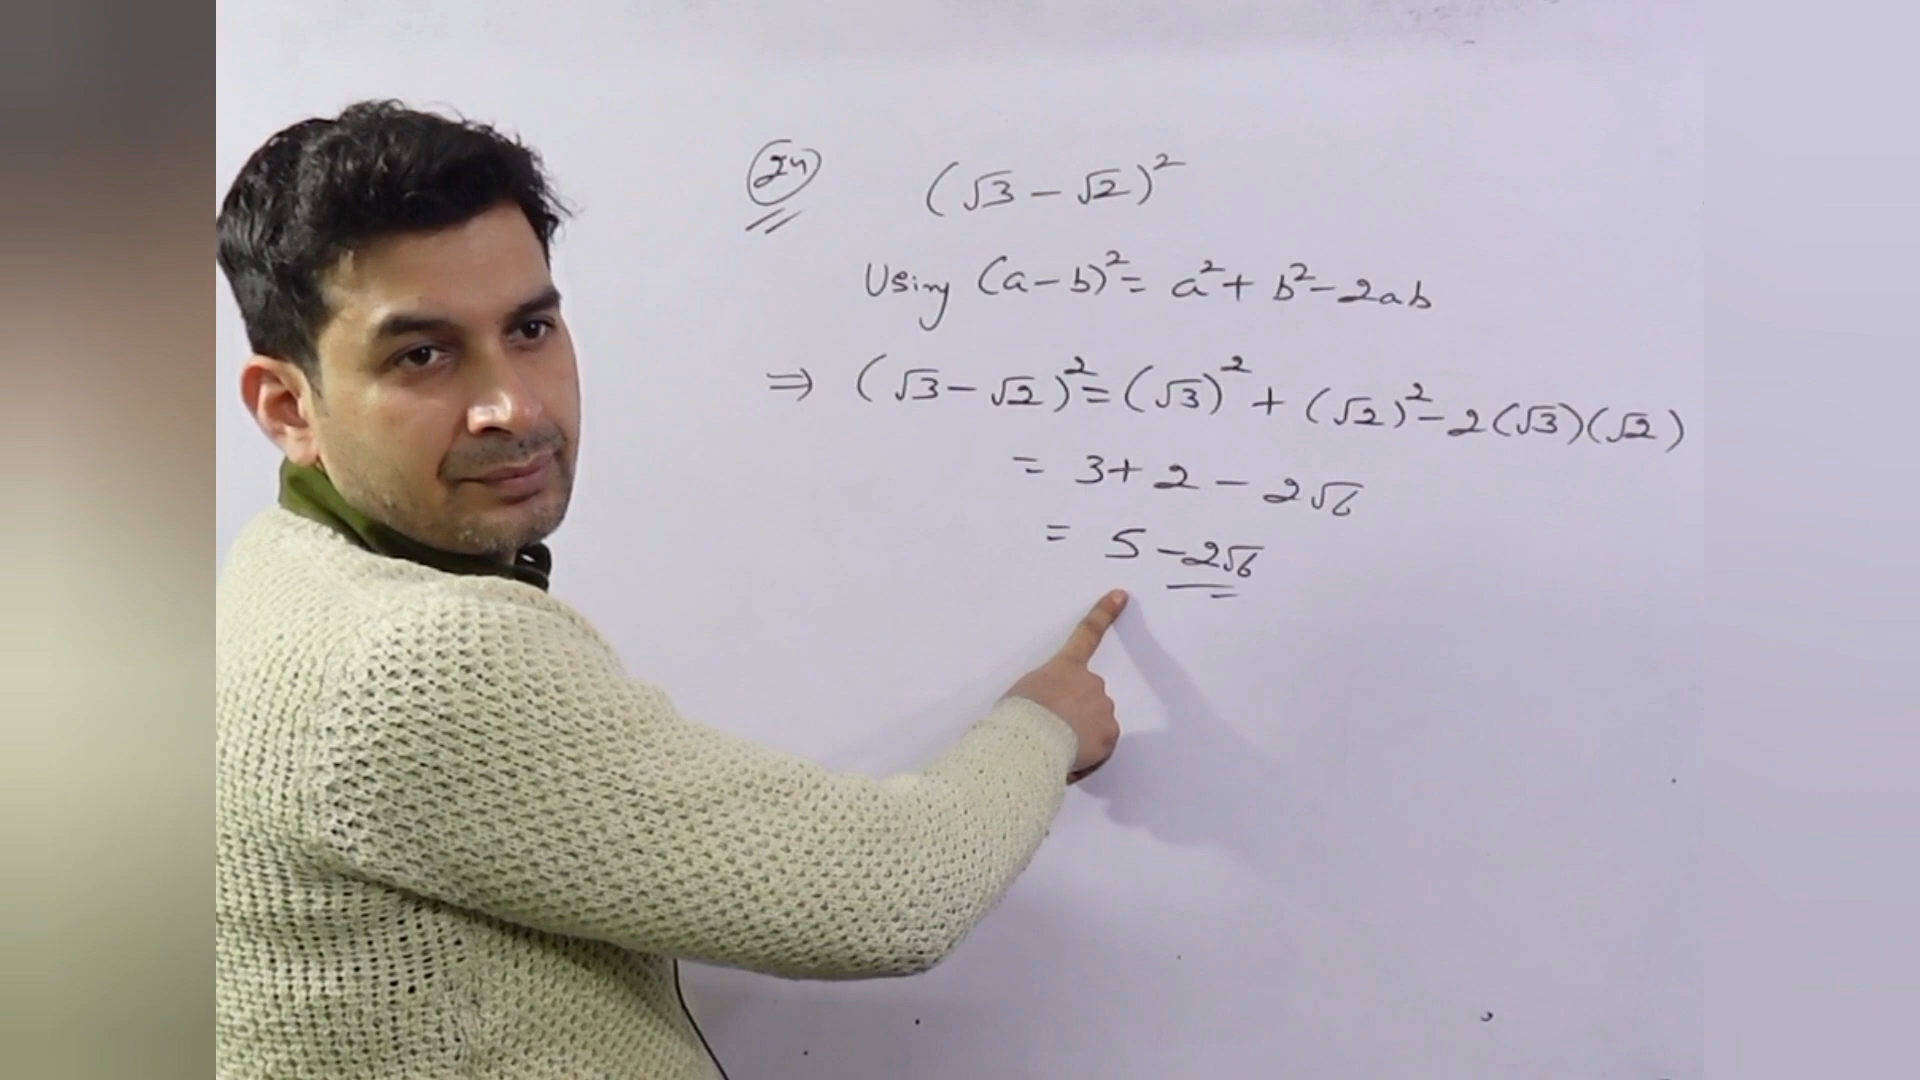 24
(√3 - √2)²
Using (a-b)² = a² + b² - 2ab
⇒ (√3 - √2)² = (√3)² + (√2)² - 2(√3)(√2)
= 3 + 2 - 2√6
= 5 - 2√6